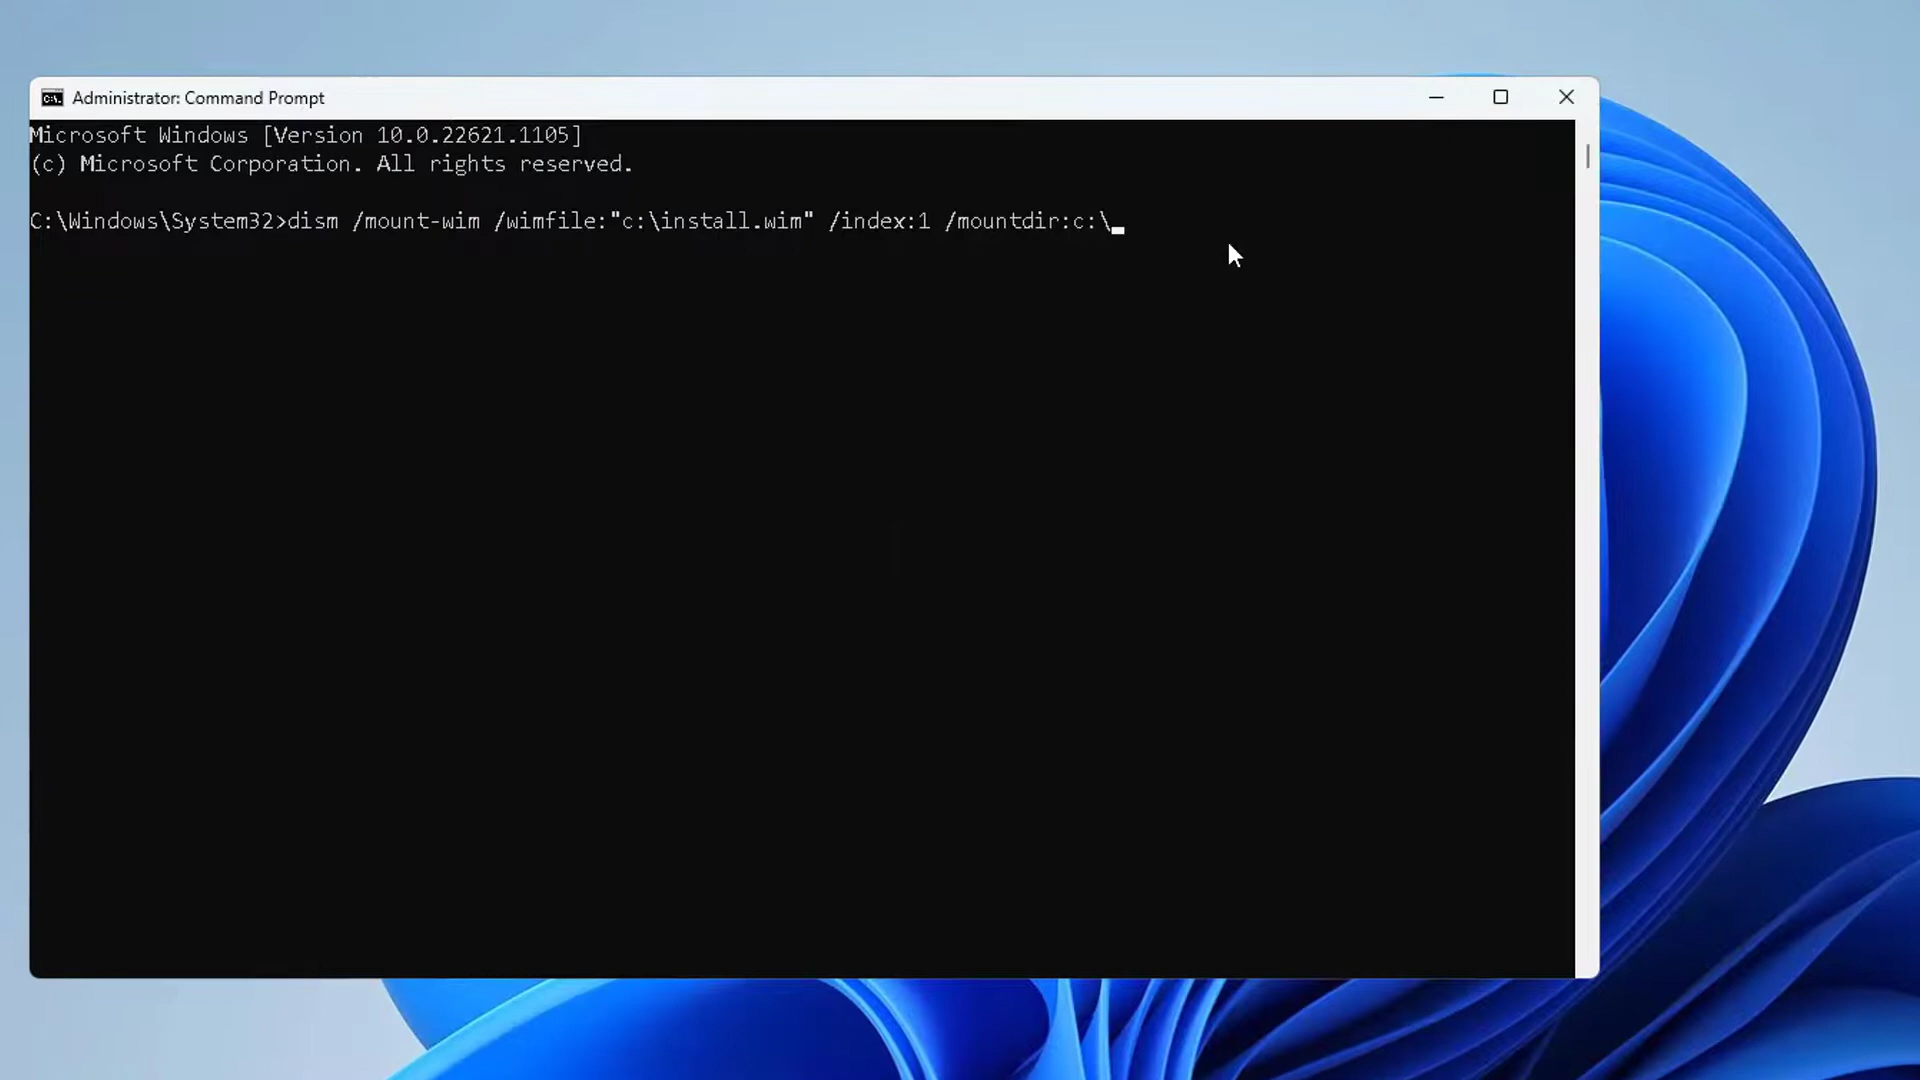 Administrator: Command Prompt
Microsoft Windows [Version 10.0.22621.1105]
(c) Microsoft Corporation. All rights reserved.
C:\Windows\System32>dism /mount-wim /wimfile:"c:\install.wim" /index:1 /mountdir:c:\